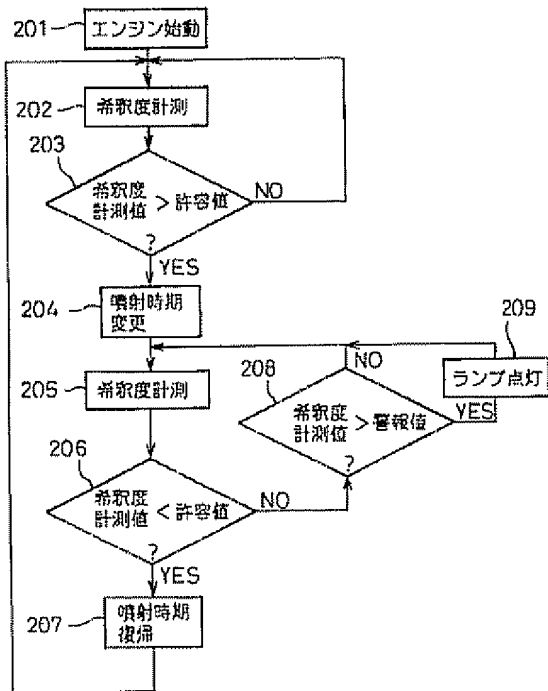 201
エンジン始動
202
希釈度計測
203
希釈度
計測値 > 許容値
?
NO
YES
204
噴射時期
変更
205
希釈度計測
206
希釈度
計測値 < 許容値
?
NO
YES
207
噴射時期
復帰
208
NO
希釈度
計測値 > 警報値
?
YES
209
ランプ点灯